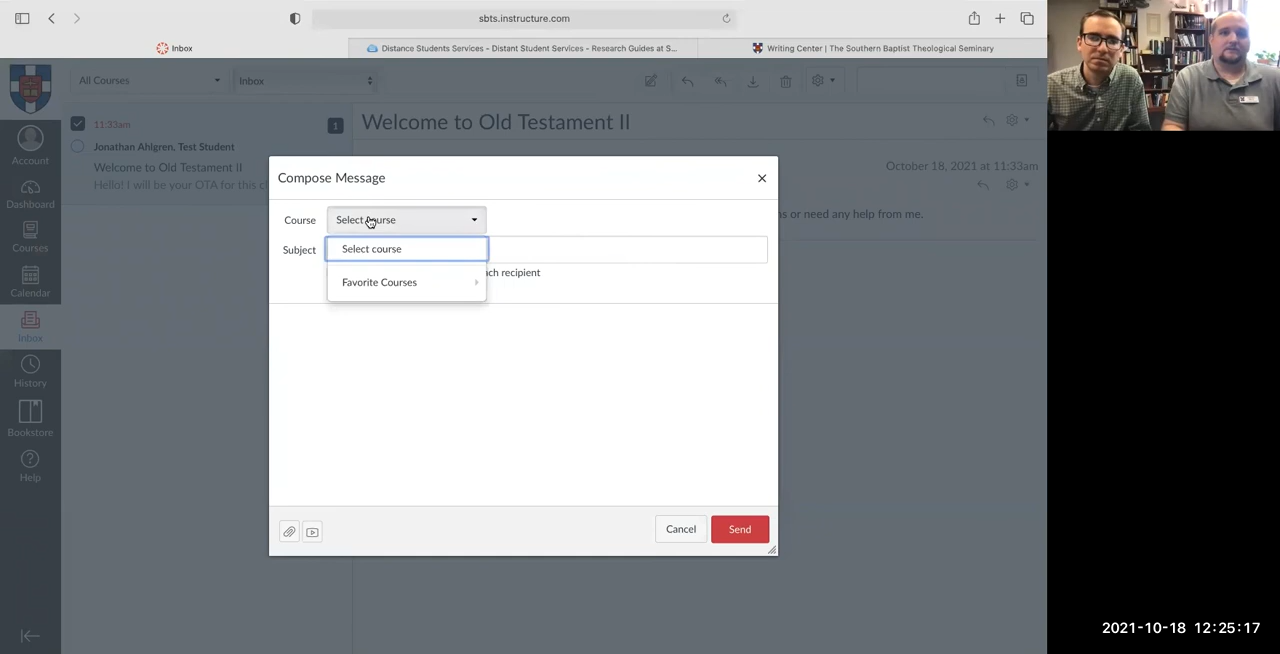 sbts.instructure.com
Inbox
Distance Students Services - Distant Student Services - Research Guides at S...
Writing Center | The Southern Baptist Theological Seminary
All Courses
Inbox
11:33am
1
Jonathan Ahlgren, Test Student
Welcome to Old Testament II
Hello! I will be your OTA for this c
Welcome to Old Testament II
October 18, 2021 at 11:33am
s or need any help from me.
Account
Dashboard
Courses
Calendar
Inbox
History
Bookstore
Help
Compose Message
Course
Select course
Subject
Select course
ch recipient
Favorite Courses
Cancel
Send
2021-10-18 12:25:17